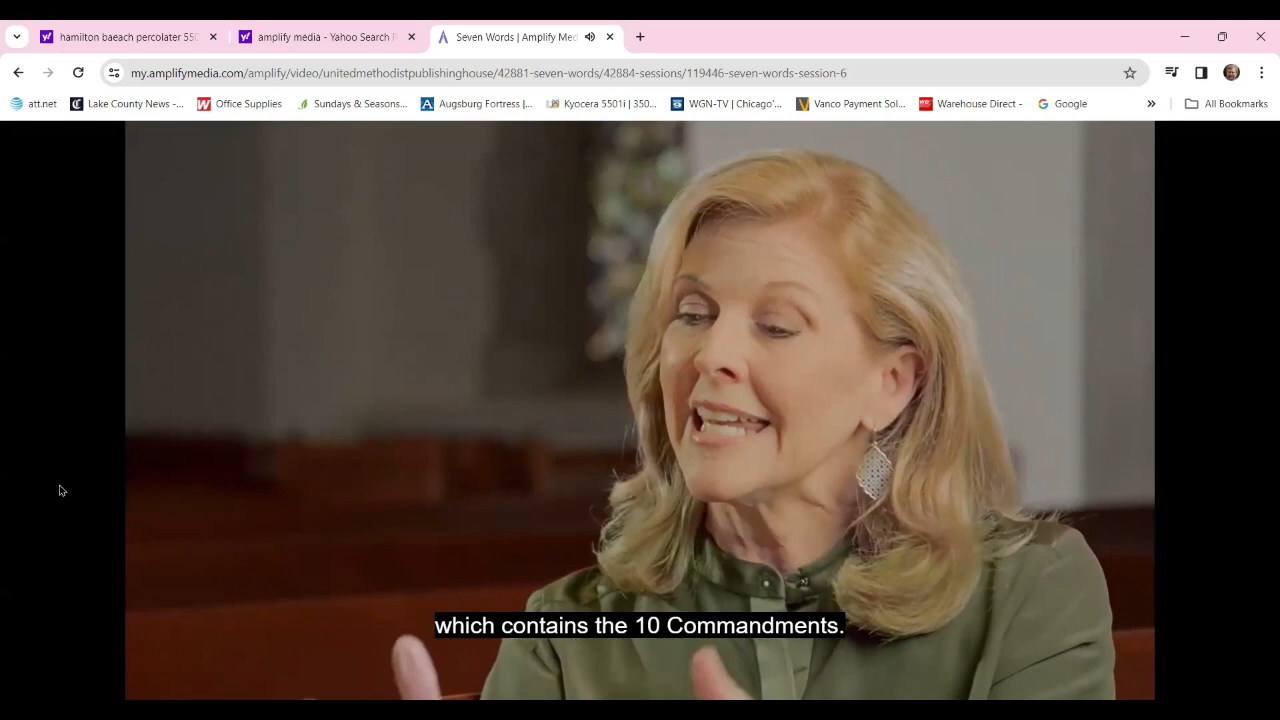 hamilton baeach percolater 550
amplify media - Yahoo Search R
Seven Words | Amplify Med
my.amplifymedia.com/amplify/video/unitedmethodistpublishinghouse/42881-seven-words/42884-sessions/119446-seven-words-session-6
att.net
Lake County News -...
Office Supplies
Sundays & Seasons...
Augsburg Fortress |...
Kyocera 5501i | 350...
WGN-TV | Chicago'...
Vanco Payment Sol...
Warehouse Direct -
Google
»
All Bookmarks
which contains the 10 Commandments.